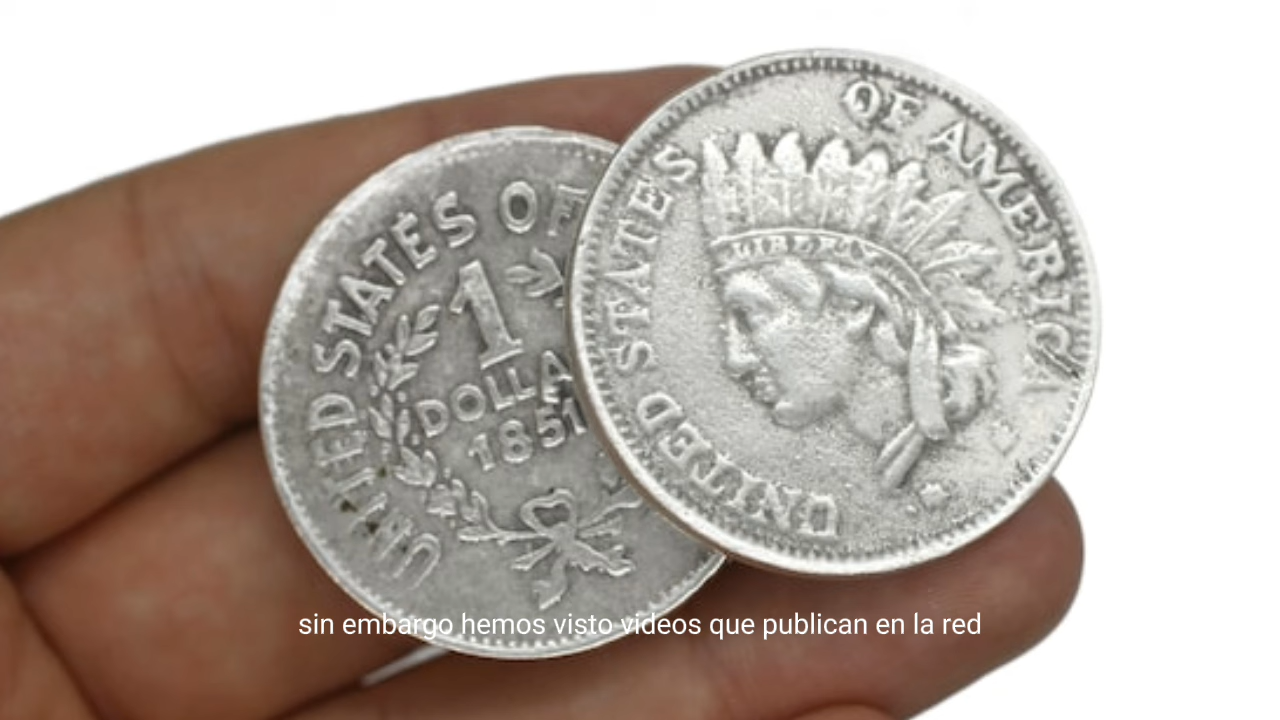 UNITED STATES OF
1
DOLLA
1851
UNITED STATES OF AMERICA
LIBERTY
sin embargo hemos visto videos que publican en la red